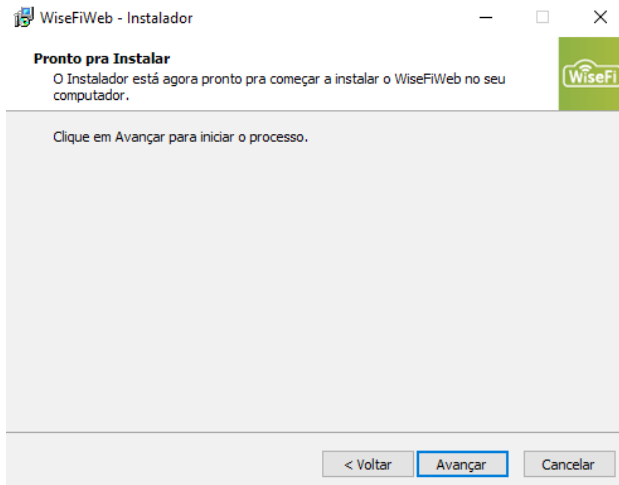 WiseFiWeb - Instalador
Pronto pra Instalar
O Instalador está agora pronto pra começar a instalar o WiseFiWeb no seu
computador.
WiseFi
Clique em Avançar para iniciar o processo.
< Voltar
Avançar
Cancelar